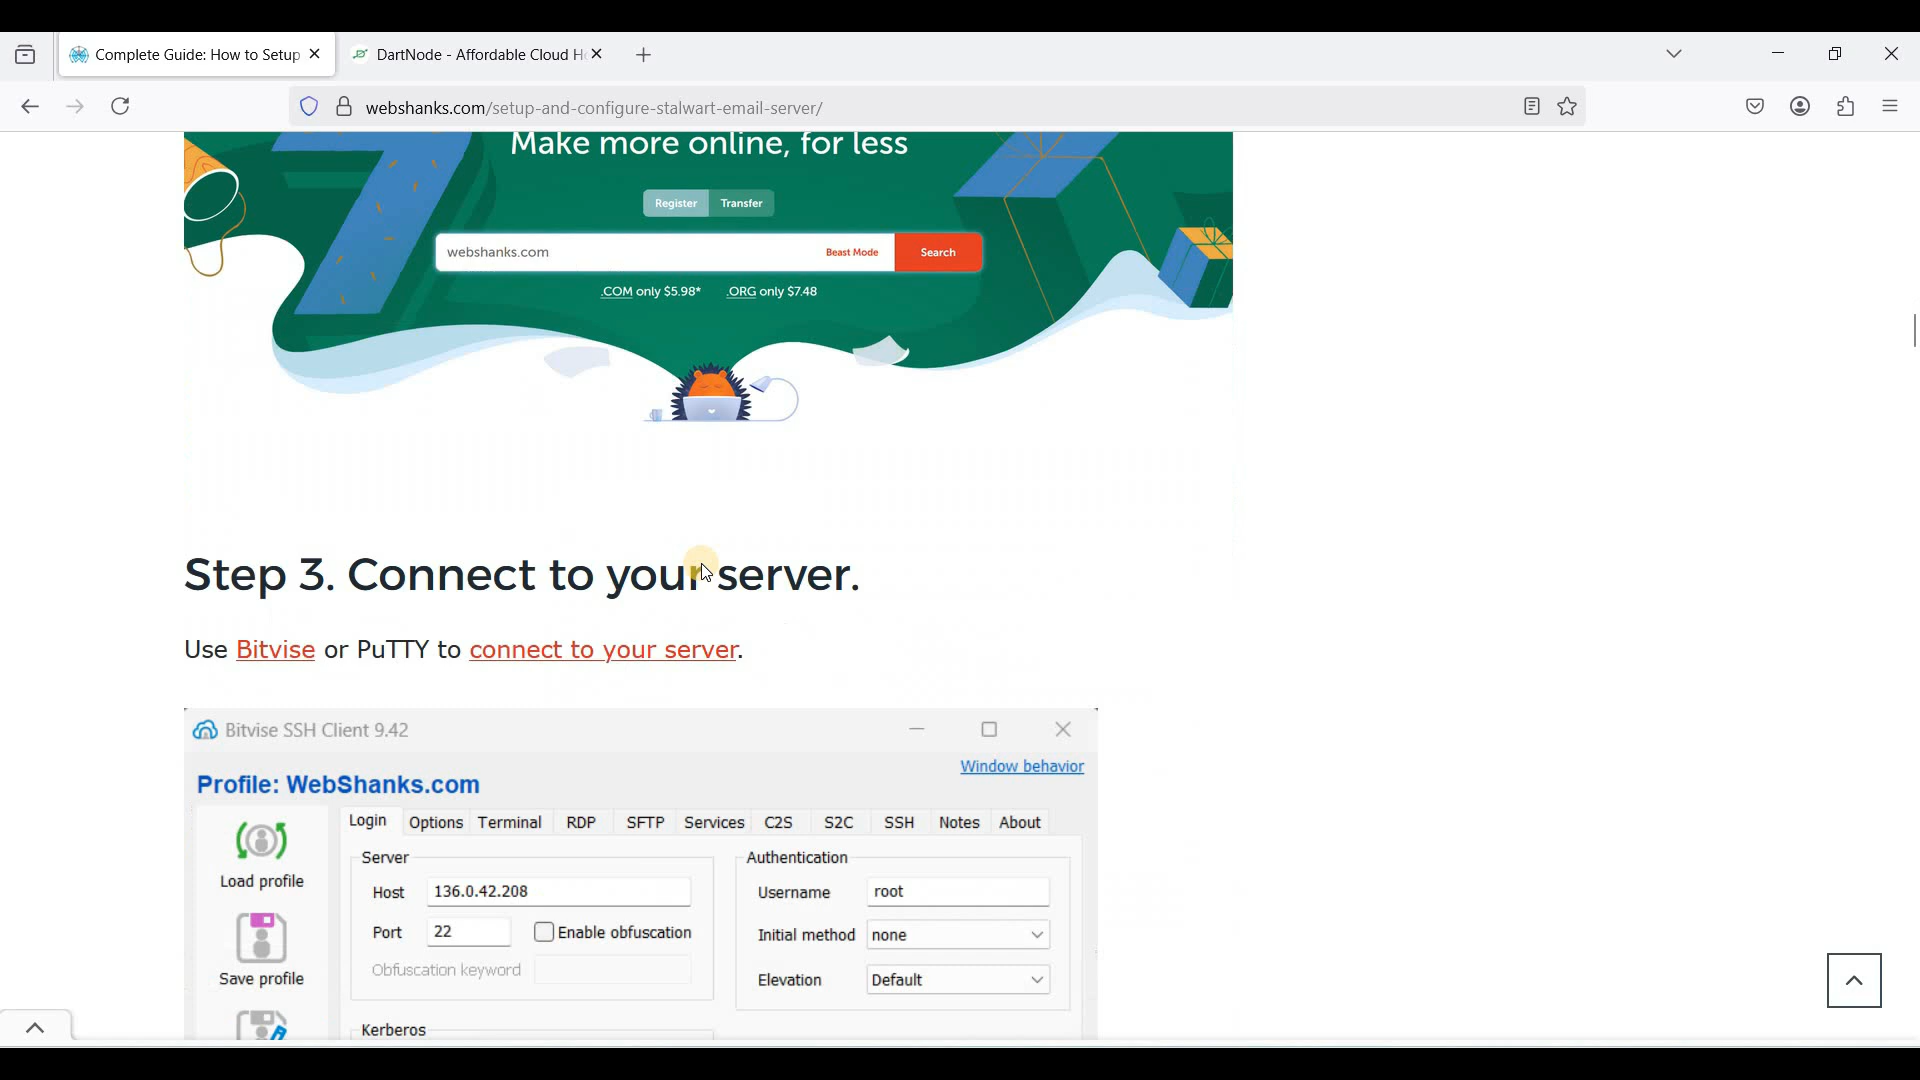 Complete Guide: How to Setup
DartNode - Affordable Cloud H
webshanks.com/setup-and-configure-stalwart-email-server/
Make more online, for less
Register Transfer
webshanks.com Beast Mode Search
.COM only $5.98* .ORG only $7.48
Step 3. Connect to your server.
Use Bitvise or PuTTY to connect to your server.
Bitvise SSH Client 9.42
Window behavior
Profile: WebShanks.com
Login Options Terminal RDP SFTP Services C2S S2C SSH Notes About
Load profile
Save profile
Server
Host 136.0.42.208
Port 22 Enable obfuscation
Obfuscation keyword
Kerberos
Authentication
Username root
Initial method none
Elevation Default